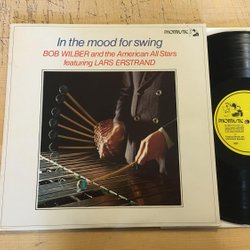 PHONTASTIC
In the mood for swing
BOB WILBER and the American All Stars
featuring LARS ERSTRAND
PHONTASTIC